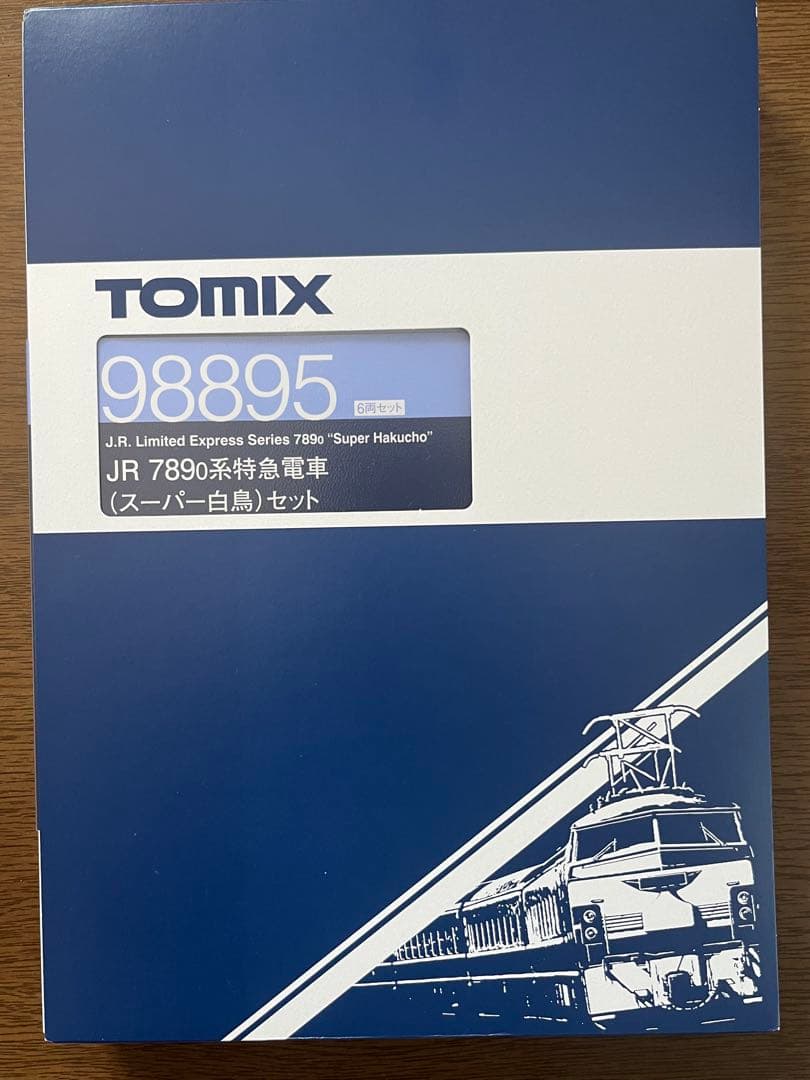 TOMIX
98895 6両セット
J.R. Limited Express Series 7890 "Super Hakucho"
JR 7890系特急電車
(スーパー白鳥)セット